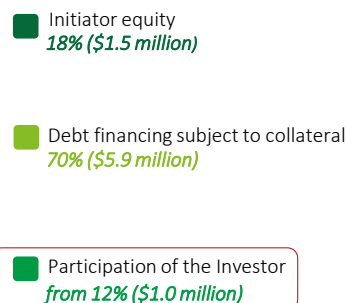 Initiator equity
18% ($1.5 million)
Debt financing subject to collateral
70% ($5.9 million)
Participation of the Investor
from 12% ($1.0 million)